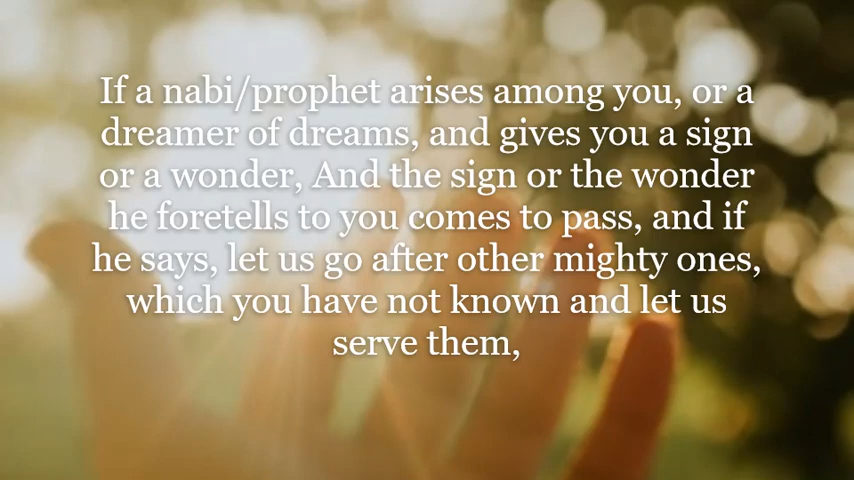 If a nabi/prophet arises among you, or a
dreamer of dreams, and gives you a sign
or a wonder, And the sign or the wonder
he foretells to you comes to pass, and if
he says, let us go after other mighty ones,
which you have not known and let us
serve them,